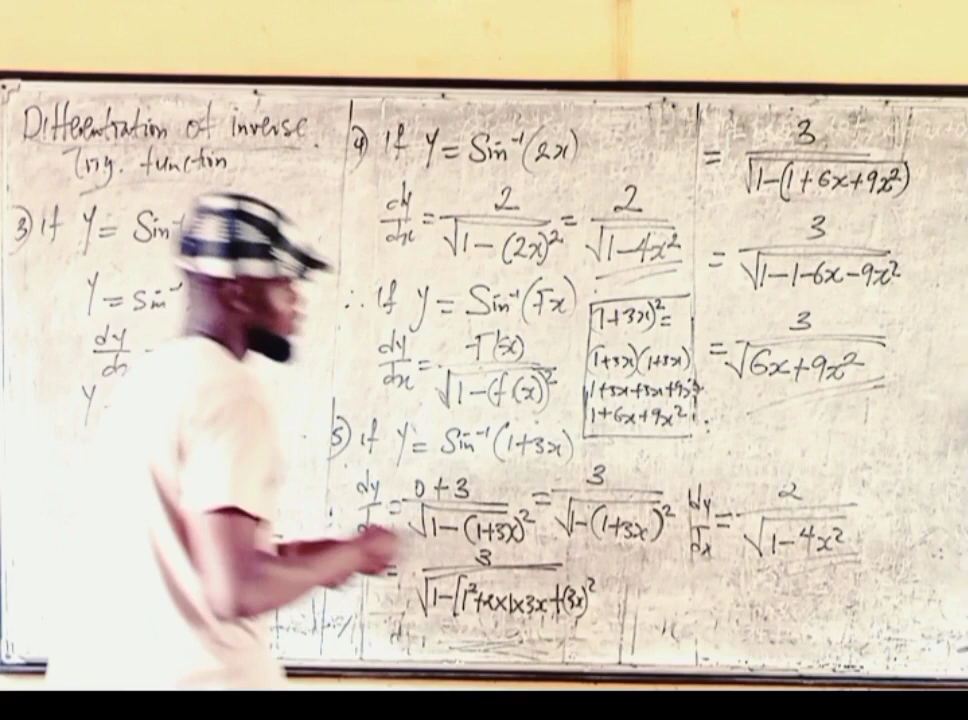 Differentiation of inverse
Trig. function
3) If y = Sin⁻¹
y = sin⁻¹
dy/dx
y
4) If y = Sin⁻¹(2x)
dy/dx = 2/√1-(2x)² = 2/√1-4x²
∴ If y = Sin⁻¹(Fx)
dy/dx = F'(x)/√1-(f(x))²
(1+3x)² =
(1+3x)(1+3x)
1+3x+3x+9x²
1+6x+9x²
5) If y = Sin⁻¹(1+3x)
dy/ = 0+3/√1-(1+3x)² = 3/√1-(1+3x)²
= 3/√1-[1²+2x1x3x+(3x)²
= 3/√1-(1+6x+9x²)
= 3/√1-1-6x-9x²
= 3/√6x+9x²
dy/dx = 2/√1-4x²